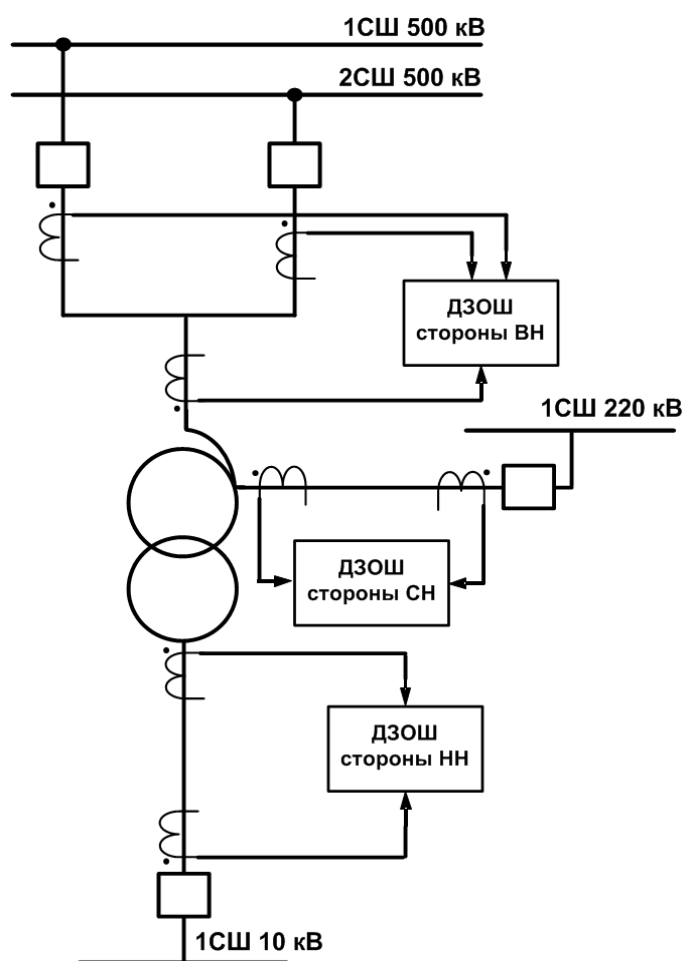 1СШ 500 кВ
2СШ 500 кВ
ДЗОШ
стороны ВН
1СШ 220 кВ
ДЗОШ
стороны СН
ДЗОШ
стороны НН
1СШ 10 кВ